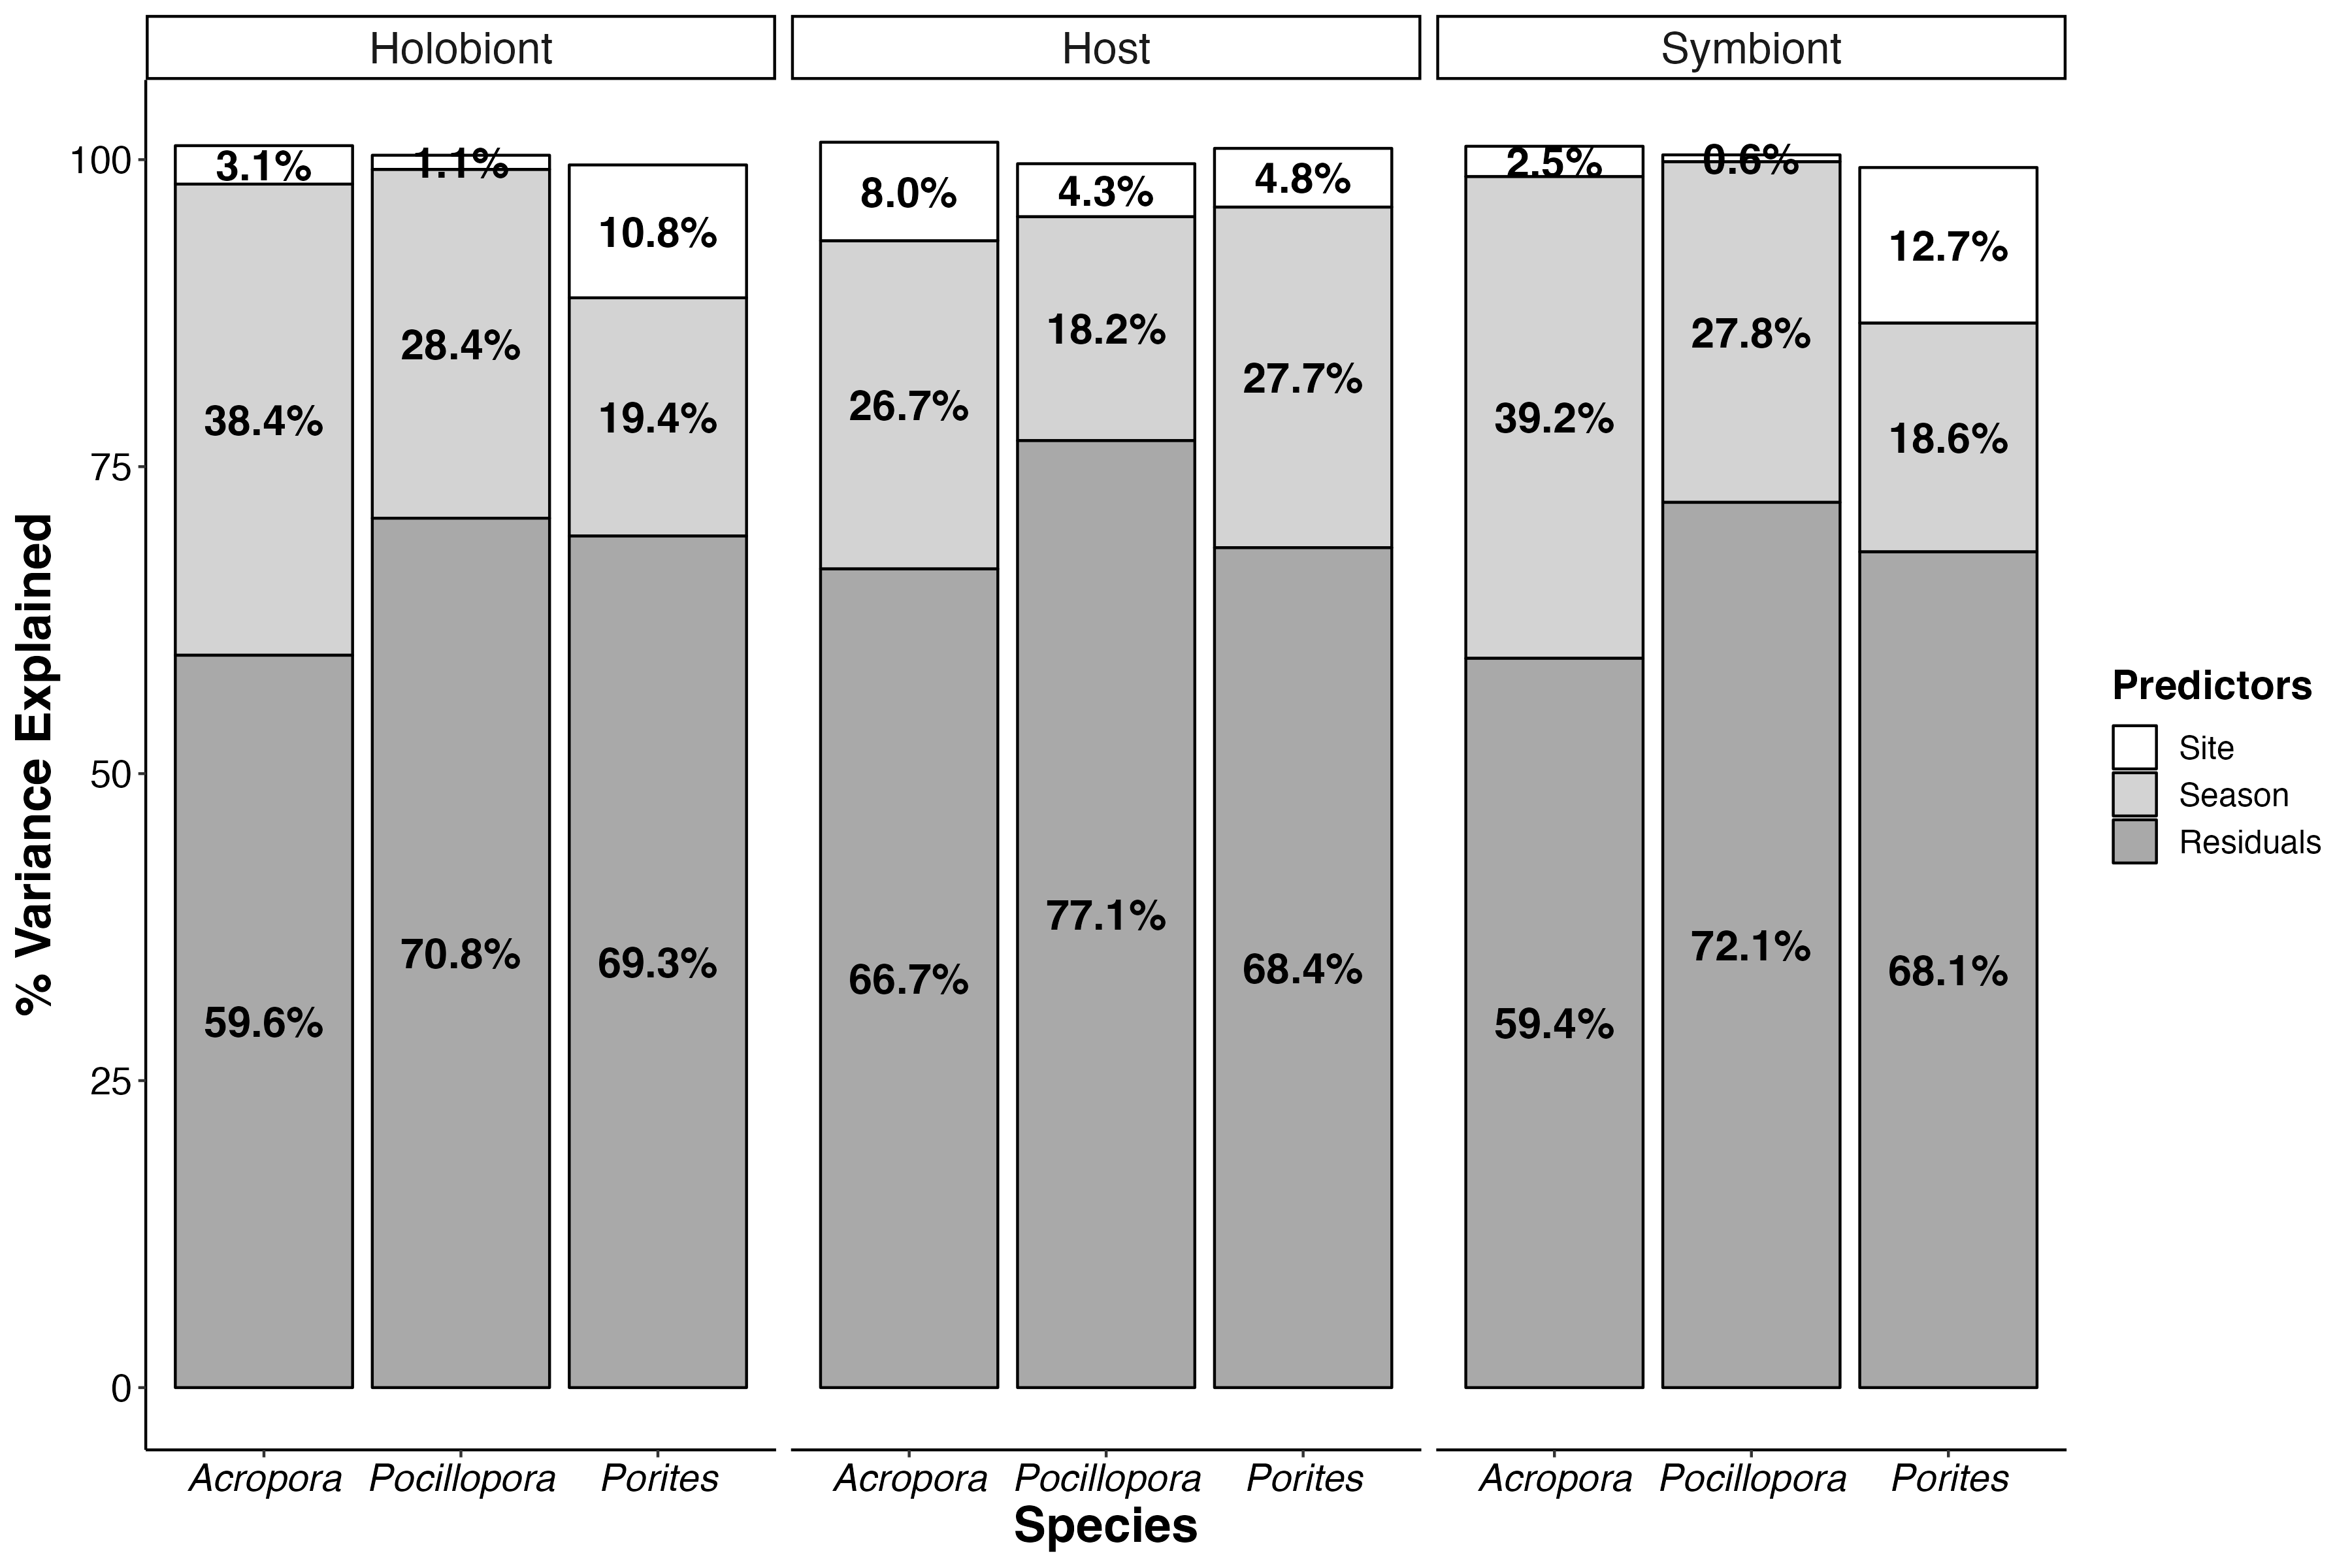 Holobiont Host Symbiont
% Variance Explained
100
75
50
25
0
3.1% 1.1% 10.8% 8.0% 4.3% 4.8% 2.5% 0.6% 12.7%
38.4% 28.4% 19.4% 26.7% 18.2% 27.7% 39.2% 27.8% 18.6%
59.6% 70.8% 69.3% 66.7% 77.1% 68.4% 59.4% 72.1% 68.1%
Acropora Pocillopora Porites Acropora Pocillopora Porites Acropora Pocillopora Porites
Species
Predictors
Site
Season
Residuals